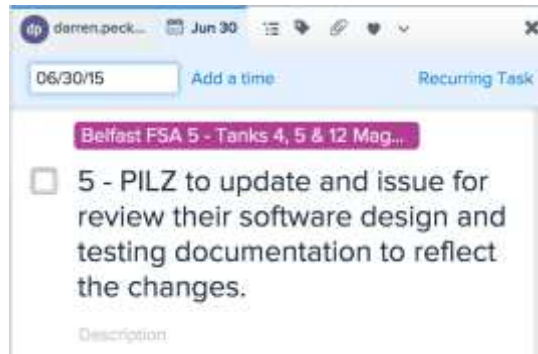 dp darren.peck... Jun 30
06/30/15 Add a time Recurring Task
Belfast FSA 5 - Tanks 4, 5 & 12 Mag...
5 - PILZ to update and issue for
review their software design and
testing documentation to reflect
the changes.
Description